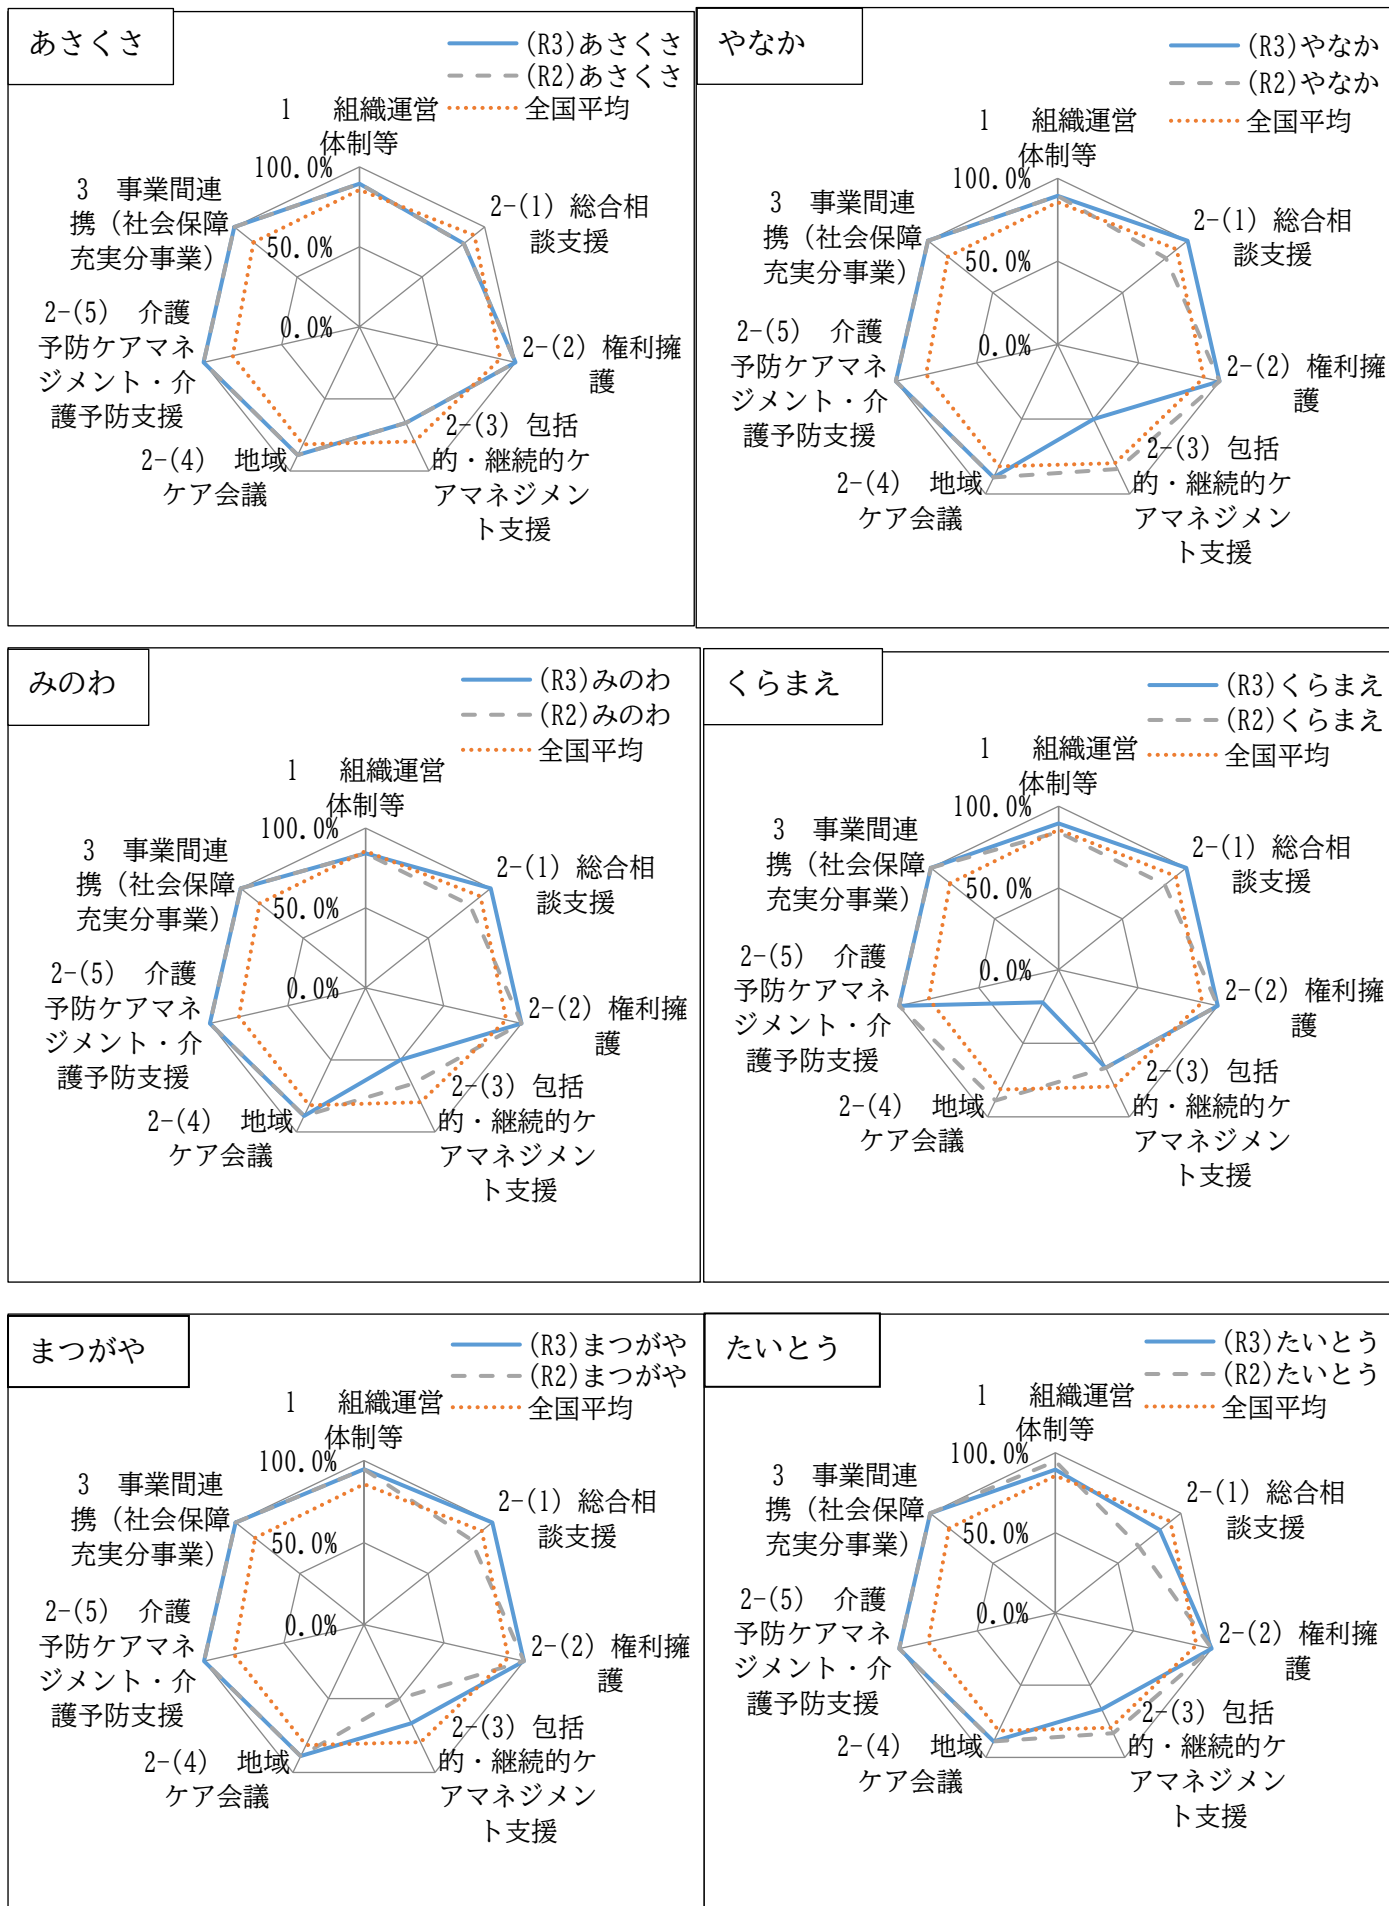 あさくさ
(R3)あさくさ
(R2)あさくさ
全国平均
1　組織運営
体制等
100.0%
50.0%
0.0%
2-(1) 総合相
談支援
2-(2) 権利擁
護
2-(3) 包括
的・継続的ケ
アマネジメン
ト支援
2-(4)　地域
ケア会議
2-(5)　介護
予防ケアマネ
ジメント・介
護予防支援
3　事業間連
携（社会保障
充実分事業）
やなか
(R3)やなか
(R2)やなか
全国平均
1　組織運営
体制等
100.0%
50.0%
0.0%
2-(1) 総合相
談支援
2-(2) 権利擁
護
2-(3) 包括
的・継続的ケ
アマネジメン
ト支援
2-(4)　地域
ケア会議
2-(5)　介護
予防ケアマネ
ジメント・介
護予防支援
3　事業間連
携（社会保障
充実分事業）
みのわ
(R3)みのわ
(R2)みのわ
全国平均
1　組織運営
体制等
100.0%
50.0%
0.0%
2-(1) 総合相
談支援
2-(2) 権利擁
護
2-(3) 包括
的・継続的ケ
アマネジメン
ト支援
2-(4)　地域
ケア会議
2-(5)　介護
予防ケアマネ
ジメント・介
護予防支援
3　事業間連
携（社会保障
充実分事業）
くらまえ
(R3)くらまえ
(R2)くらまえ
全国平均
1　組織運営
体制等
100.0%
50.0%
0.0%
2-(1) 総合相
談支援
2-(2) 権利擁
護
2-(3) 包括
的・継続的ケ
アマネジメン
ト支援
2-(4)　地域
ケア会議
2-(5)　介護
予防ケアマネ
ジメント・介
護予防支援
3　事業間連
携（社会保障
充実分事業）
まつがや
(R3)まつがや
(R2)まつがや
全国平均
1　組織運営
体制等
100.0%
50.0%
0.0%
2-(1) 総合相
談支援
2-(2) 権利擁
護
2-(3) 包括
的・継続的ケ
アマネジメン
ト支援
2-(4)　地域
ケア会議
2-(5)　介護
予防ケアマネ
ジメント・介
護予防支援
3　事業間連
携（社会保障
充実分事業）
たいとう
(R3)たいとう
(R2)たいとう
全国平均
1　組織運営
体制等
100.0%
50.0%
0.0%
2-(1) 総合相
談支援
2-(2) 権利擁
護
2-(3) 包括
的・継続的ケ
アマネジメン
ト支援
2-(4)　地域
ケア会議
2-(5)　介護
予防ケアマネ
ジメント・介
護予防支援
3　事業間連
携（社会保障
充実分事業）